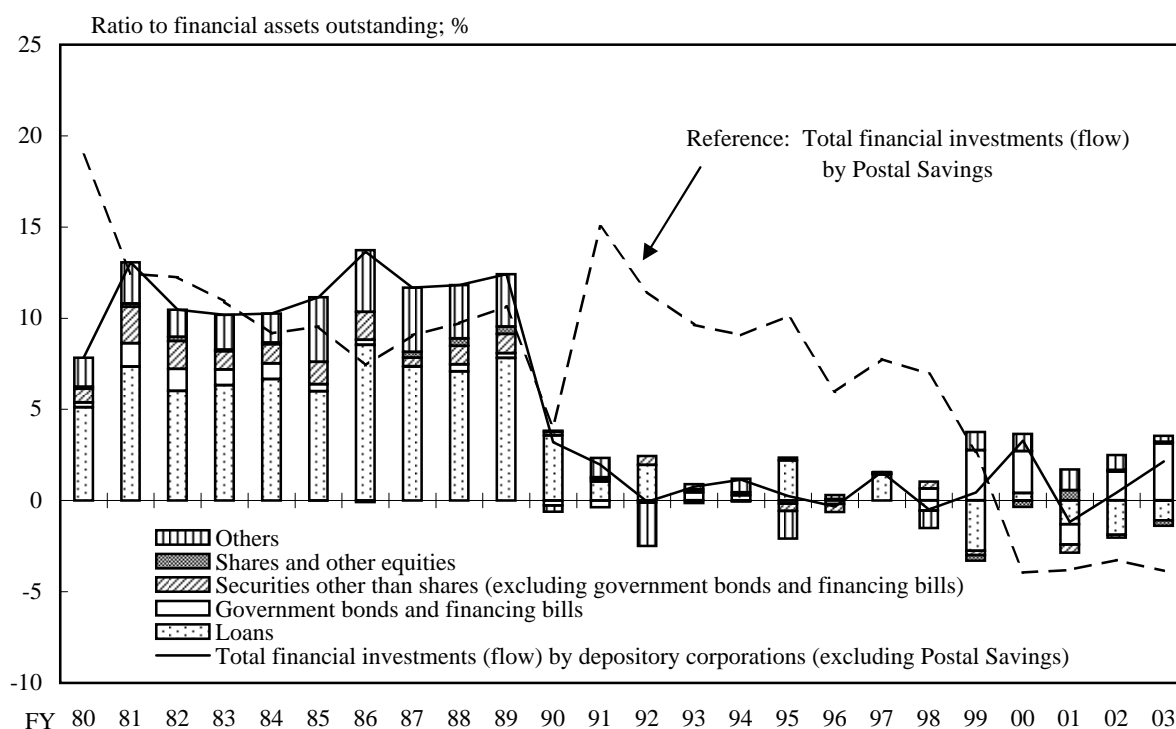 Ratio to financial assets outstanding; %
25
20
15
10
5
0
-5
-10
Reference: Total financial investments (flow)
by Postal Savings
Others
Shares and other equities
Securities other than shares (excluding government bonds and financing bills)
Government bonds and financing bills
Loans
Total financial investments (flow) by depository corporations (excluding Postal Savings)
FY 80 81 82 83 84 85 86 87 88 89 90 91 92 93 94 95 96 97 98 99 00 01 02 03